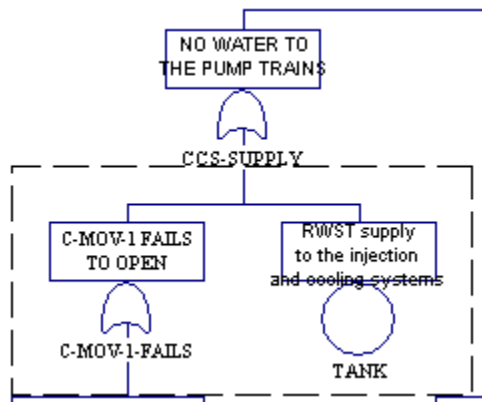 NO WATER TO
THE PUMP TRAINS
CCS-SUPPLY
C-MOV-1 FAILS
TO OPEN
C-MOV-1-FAILS
RWST supply
to the injection
and cooling systems
TANK